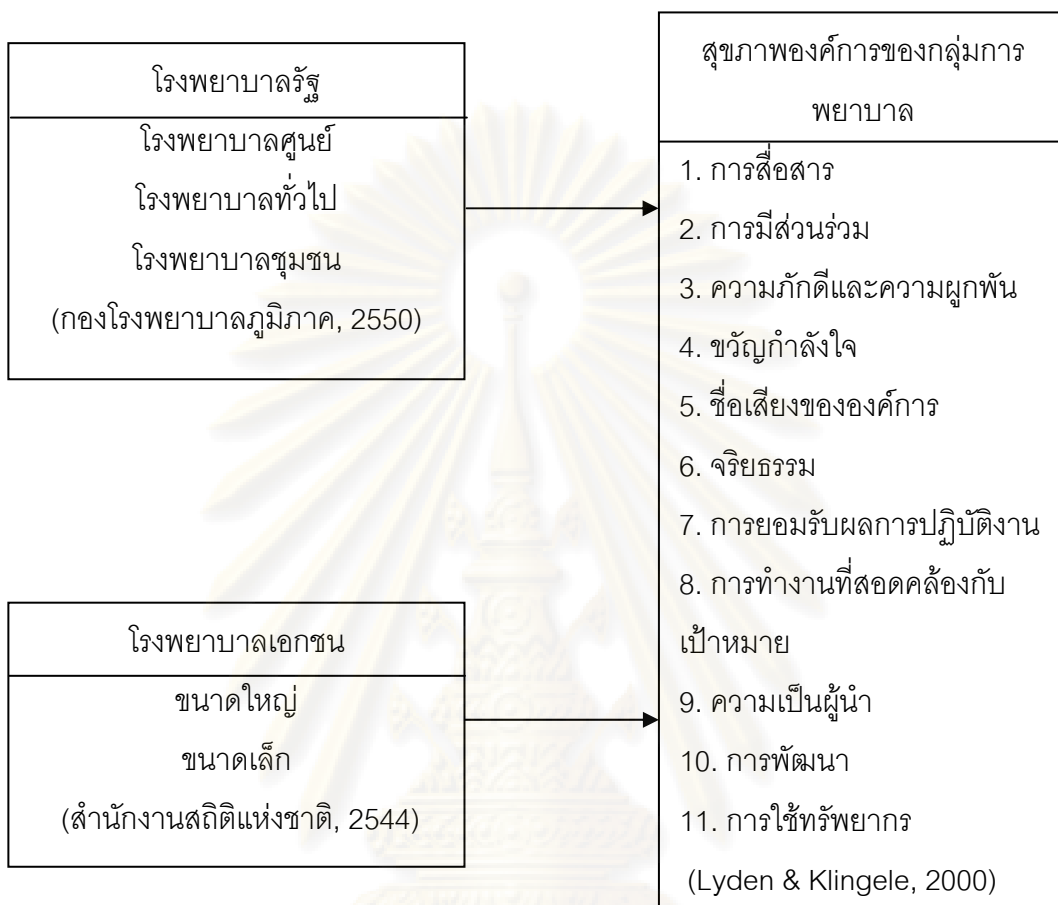 โรงพยาบาลรัฐ
โรงพยาบาลศูนย์
โรงพยาบาลทั่วไป
โรงพยาบาลชุมชน
(กองโรงพยาบาลภูมิภาค, 2550)
โรงพยาบาลเอกชน
ขนาดใหญ่
ขนาดเล็ก
(สำนักงานสถิติแห่งชาติ, 2544)
สุขภาพองค์การของกลุ่มการ
พยาบาล
1. การสื่อสาร
2. การมีส่วนร่วม
3. ความภักดีและความผูกพัน
4. ขวัญกำลังใจ
5. ชื่อเสียงขององค์การ
6. จริยธรรม
7. การยอมรับผลการปฏิบัติงาน
8. การทำงานที่สอดคล้องกับ
เป้าหมาย
9. ความเป็นผู้นำ
10. การพัฒนา
11. การใช้ทรัพยากร
(Lyden & Klingele, 2000)